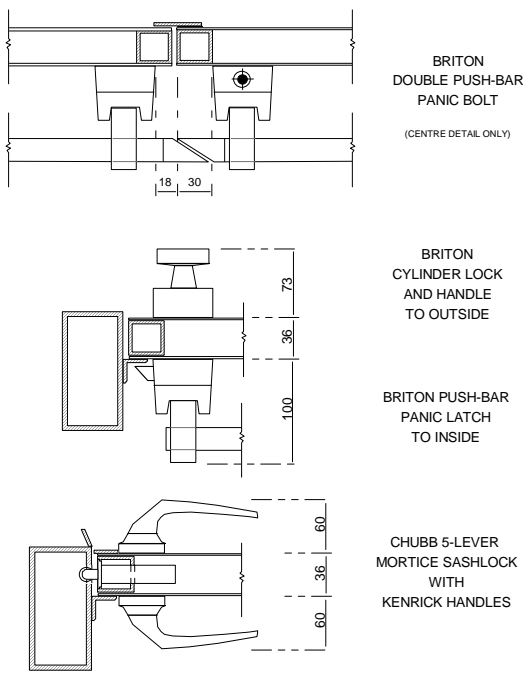 BRITON
DOUBLE PUSH-BAR
PANIC BOLT
(CENTRE DETAIL ONLY)
18 30
BRITON
CYLINDER LOCK
AND HANDLE
TO OUTSIDE
73
36
100
BRITON PUSH-BAR
PANIC LATCH
TO INSIDE
60
36
60
CHUBB 5-LEVER
MORTICE SASHLOCK
WITH
KENRICK HANDLES